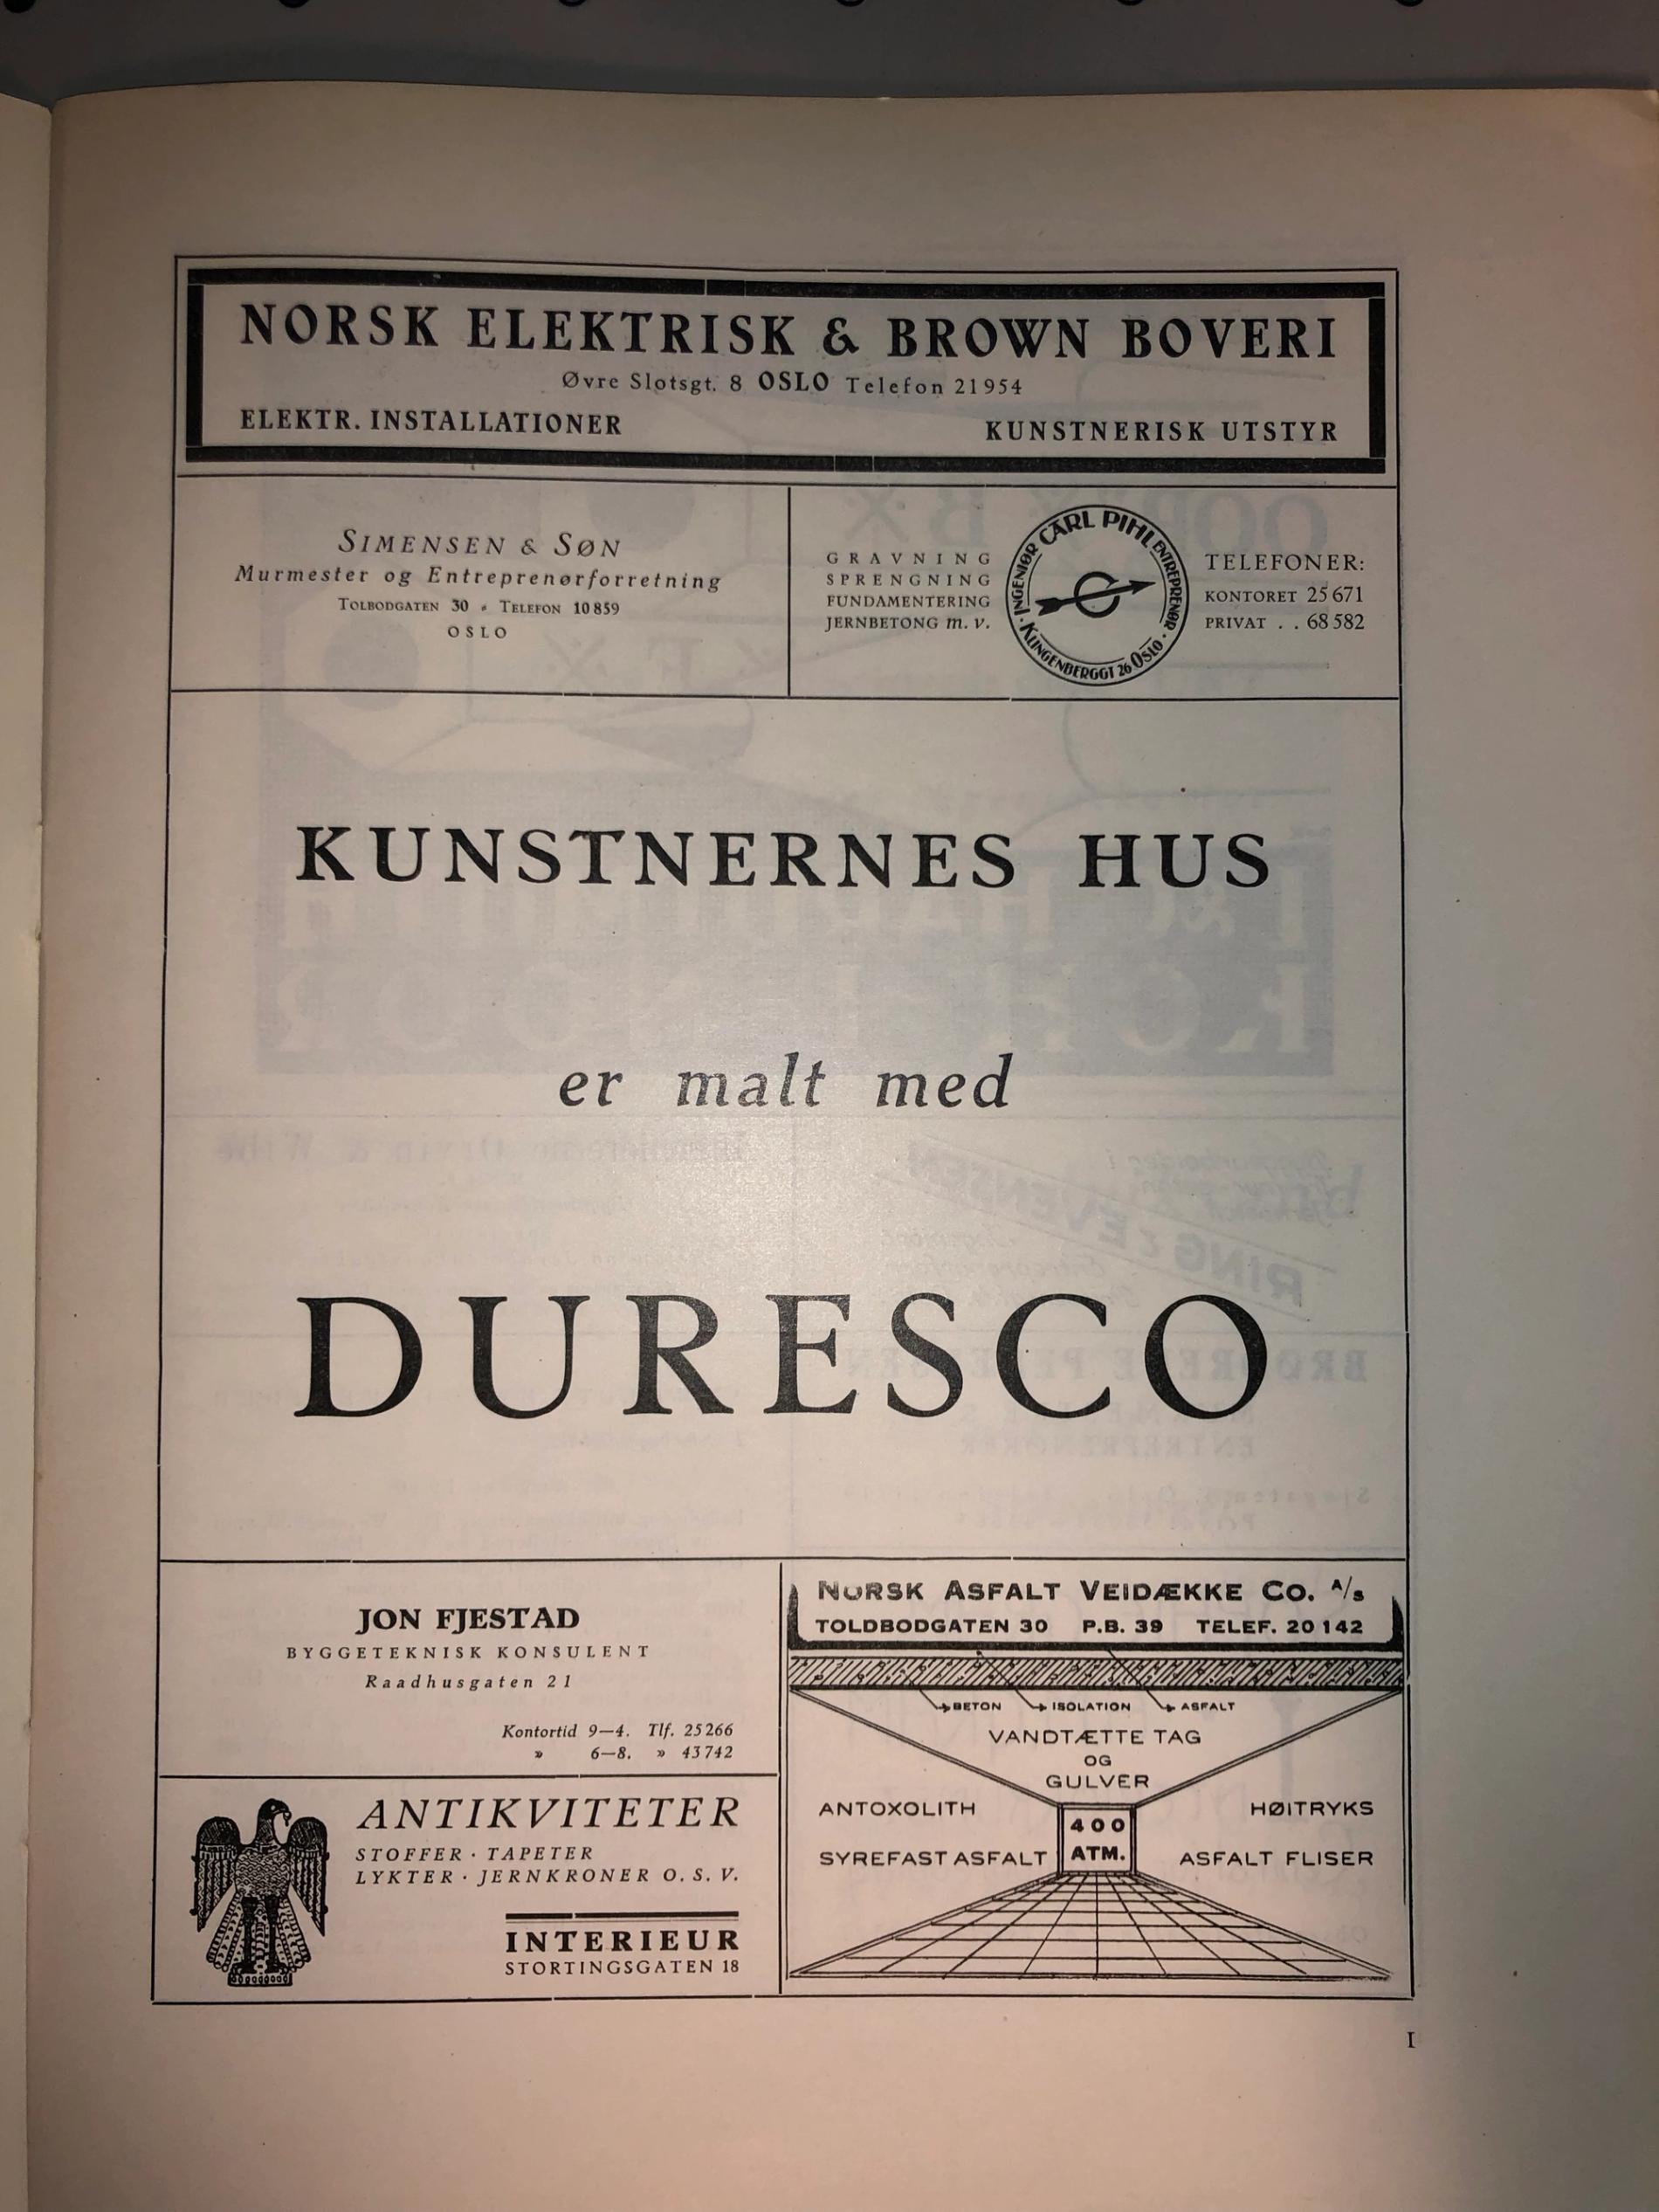 NORSK ELEKTRISK & BROWN BOVERI
Øvre Slotsgt. 8 OSLO Telefon 21954
ELEKTR. INSTALLATIONER
KUNSTNERISK UTSTYR
SIMENSEN & SØN
Murmester og Entreprenørforretning
TOLBODGATEN 30 • TELEFON 10859
OSLO
GRAVNING
SPRENGNING
FUNDAMENTERING
JERNBETONG m. v.
INGENIØR CARL PIHL ENTREPRENØR · KLINGENBERGGT 26 OSLO ·
TELEFONER:
KONTORET 25671
PRIVAT . . 68582
KUNSTNERNES HUS
er malt med
DURESCO
JON FJESTAD
BYGGETEKNISK KONSULENT
Raadhusgaten 21
Kontortid 9—4. Tlf. 25266
» 6—8. » 43742
ANTIKVITETER
STOFFER · TAPETER
LYKTER · JERNKRONER O. S. V.
INTERIEUR
STORTINGSGATEN 18
NORSK ASFALT VEIDÆKKE CO. A/S
TOLDBODGATEN 30 P.B. 39 TELEF. 20142
BETON ISOLATION ASFALT
VANDTÆTTE TAG
OG
GULVER
ANTOXOLITH
SYREFAST ASFALT
400
ATM.
HØITRYKS
ASFALT FLISER
I